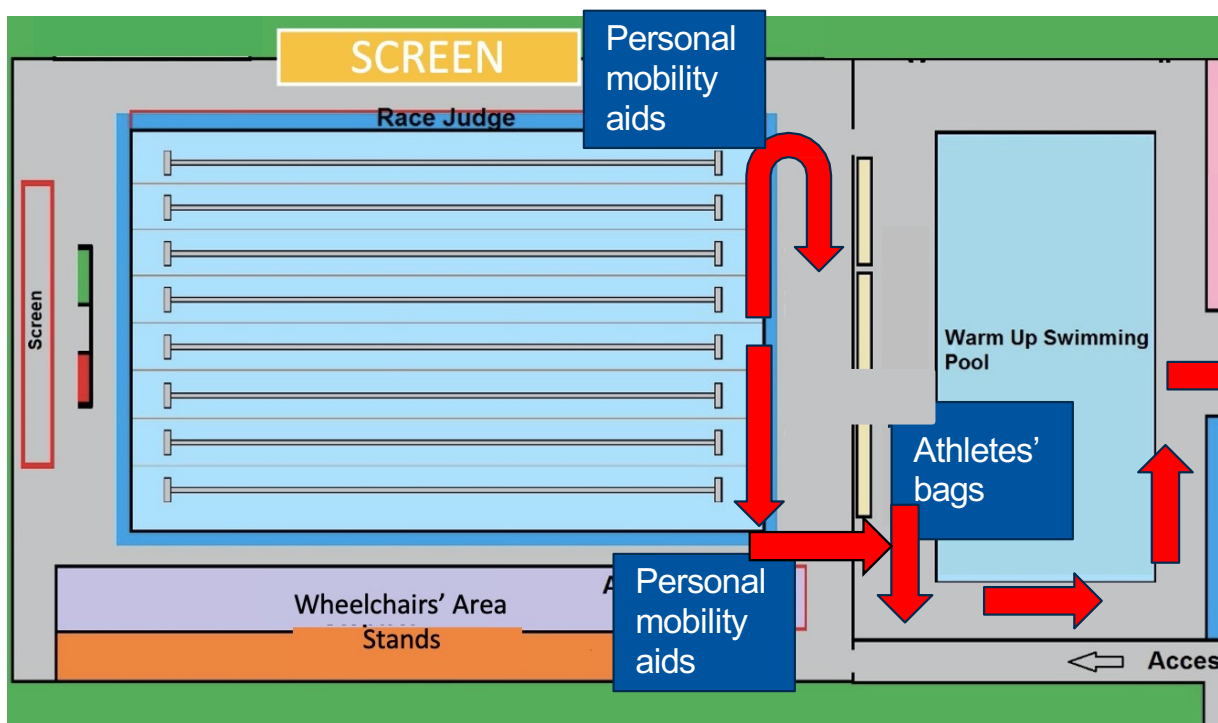 SCREEN
Personal
mobility
aids
Race Judge
Screen
Warm Up Swimming
Pool
Athletes’
bags
Wheelchairs’ Area
Stands
Personal
mobility
aids